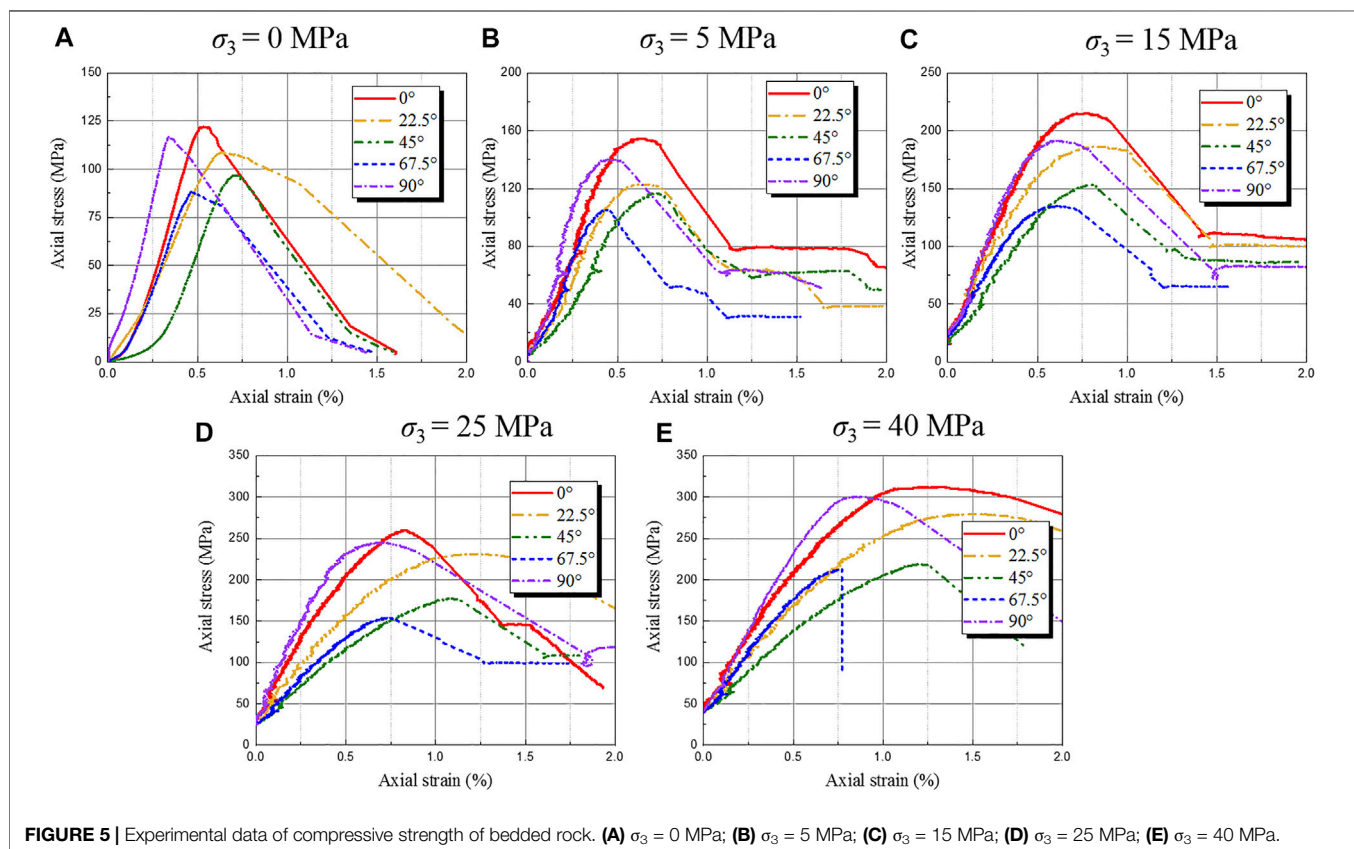 A
σ3 = 0 MPa
150
125
100
75
50
25
0
0.0 0.5 1.0 1.5 2.0
Axial stress (MPa)
Axial strain (%)
0°
22.5°
45°
67.5°
90°
B
σ3 = 5 MPa
200
160
120
80
40
0
0.0 0.5 1.0 1.5 2.0
Axial stress (MPa)
Axial strain (%)
0°
22.5°
45°
67.5°
90°
C
σ3 = 15 MPa
250
200
150
100
50
0
0.0 0.5 1.0 1.5 2.0
Axial stress (MPa)
Axial strain (%)
0°
22.5°
45°
67.5°
90°
D
σ3 = 25 MPa
350
300
250
200
150
100
50
0
0.0 0.5 1.0 1.5 2.0
Axial stress (MPa)
Axial strain (%)
0°
22.5°
45°
67.5°
90°
E
σ3 = 40 MPa
350
300
250
200
150
100
50
0
0.0 0.5 1.0 1.5 2.0
Axial stress (MPa)
Axial strain (%)
0°
22.5°
45°
67.5°
90°
FIGURE 5 | Experimental data of compressive strength of bedded rock. (A) σ3 = 0 MPa; (B) σ3 = 5 MPa; (C) σ3 = 15 MPa; (D) σ3 = 25 MPa; (E) σ3 = 40 MPa.